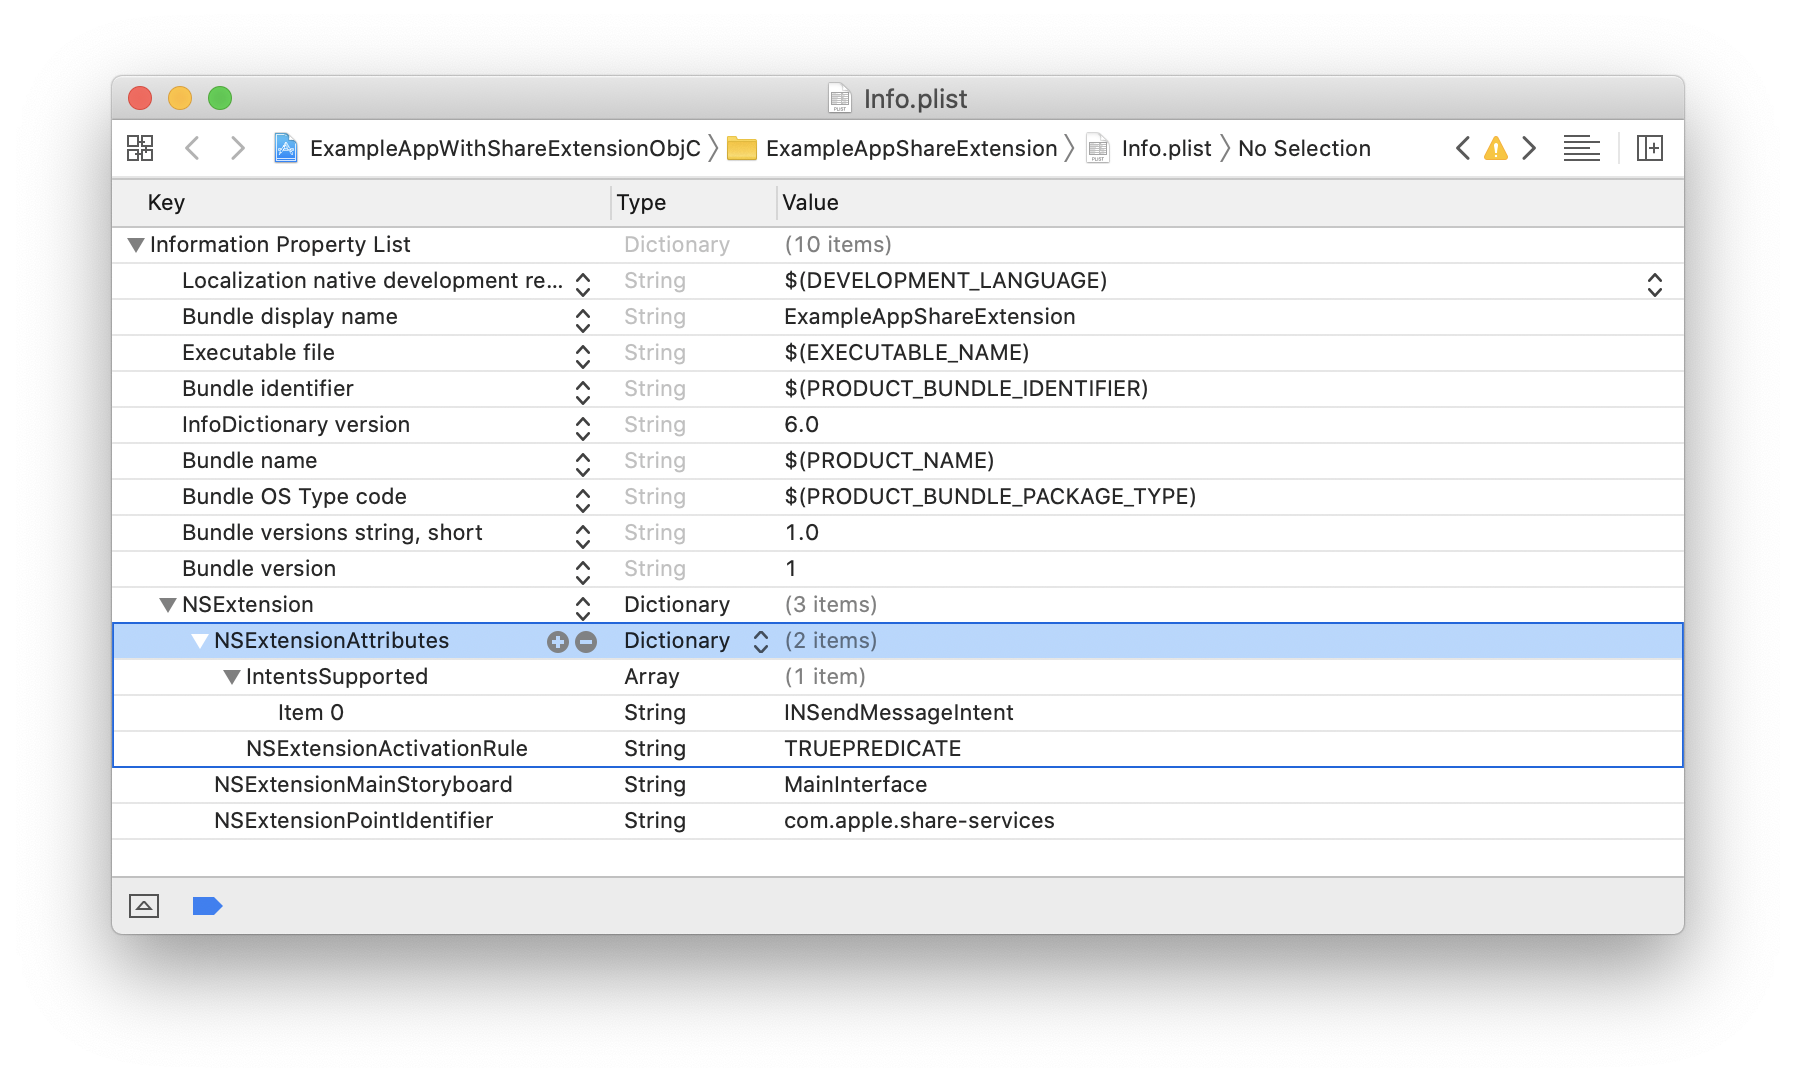 Info.plist
ExampleAppWithShareExtensionObjC ExampleAppShareExtension Info.plist No Selection
Key Type Value
Information Property List Dictionary (10 items)
Localization native development re... String $(DEVELOPMENT_LANGUAGE)
Bundle display name String ExampleAppShareExtension
Executable file String $(EXECUTABLE_NAME)
Bundle identifier String $(PRODUCT_BUNDLE_IDENTIFIER)
InfoDictionary version String 6.0
Bundle name String $(PRODUCT_NAME)
Bundle OS Type code String $(PRODUCT_BUNDLE_PACKAGE_TYPE)
Bundle versions string, short String 1.0
Bundle version String 1
NSExtension Dictionary (3 items)
NSExtensionAttributes Dictionary (2 items)
IntentsSupported Array (1 item)
Item 0 String INSendMessageIntent
NSExtensionActivationRule String TRUEPREDICATE
NSExtensionMainStoryboard String MainInterface
NSExtensionPointIdentifier String com.apple.share-services